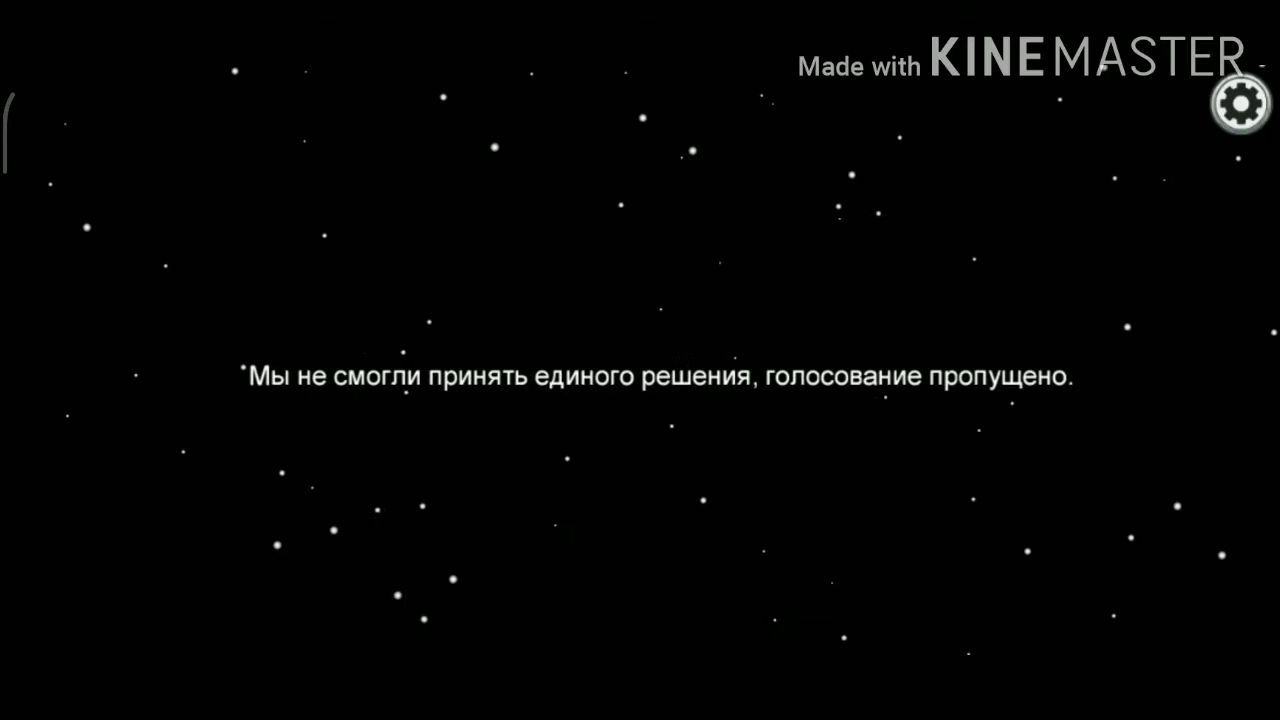 Made with KINEMASTER
Мы не смогли принять единого решения, голосование пропущено.